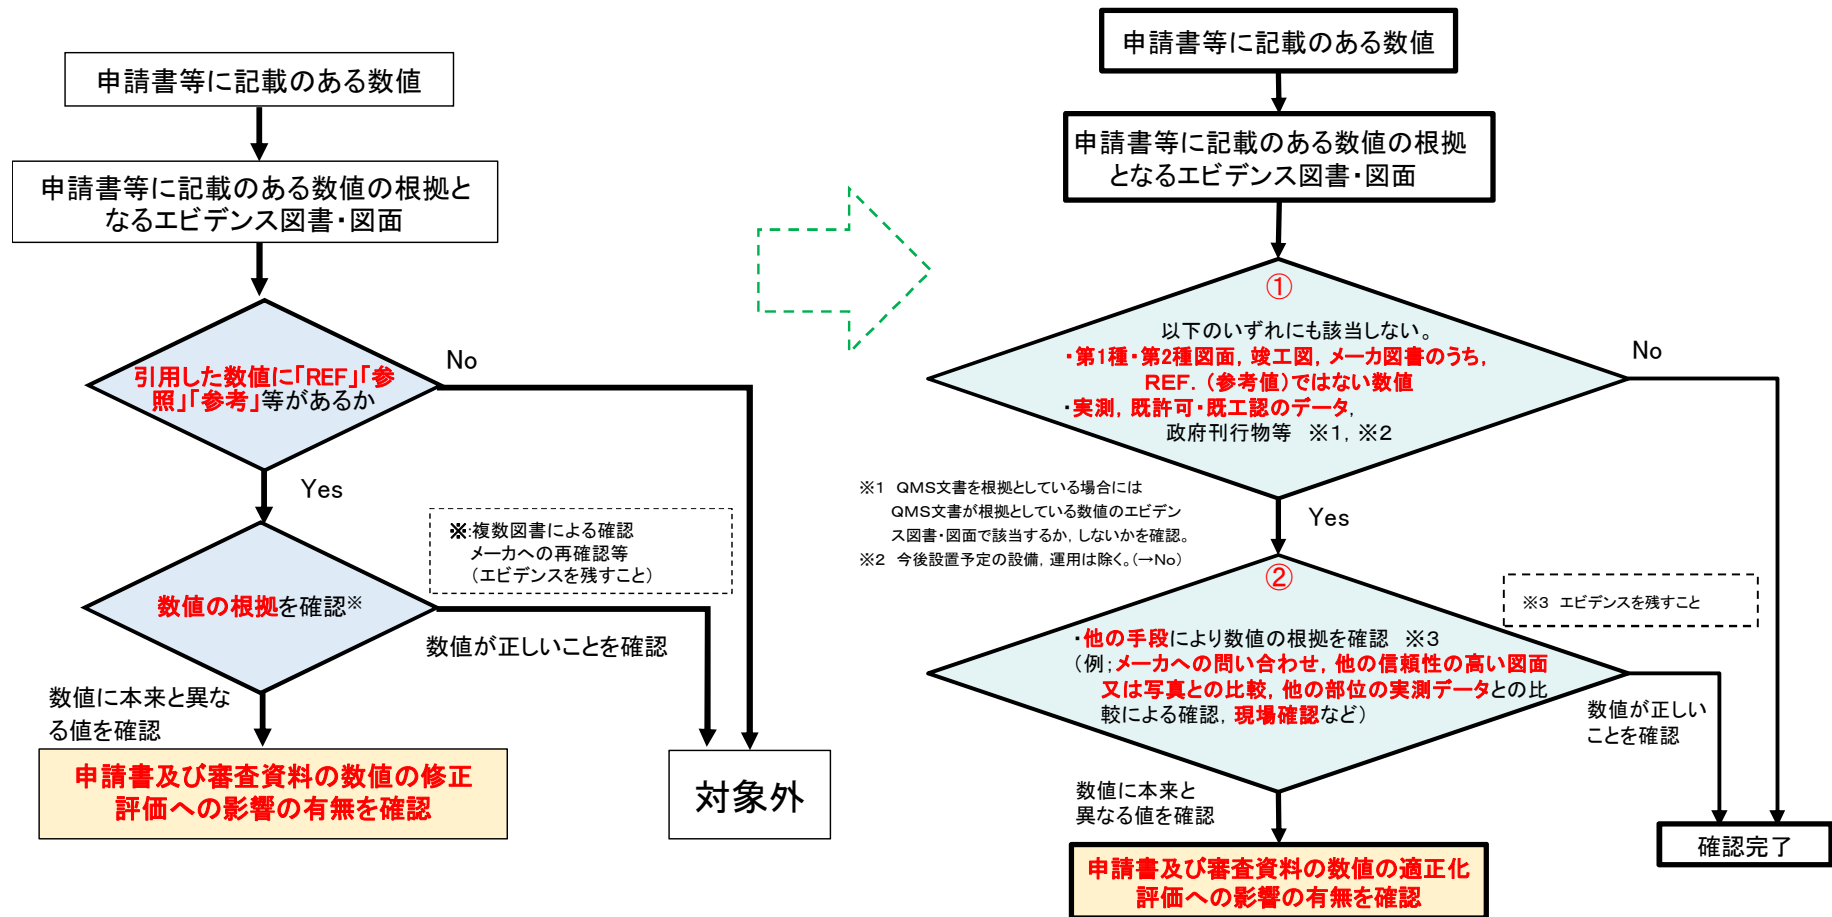 申請書等に記載のある数値
申請書等に記載のある数値の根拠と
なるエビデンス図書・図面
引用した数値に「REF」「参
照」「参考」等があるか
No
Yes
※:複数図書による確認
メーカへの再確認等
（エビデンスを残すこと）
数値の根拠を確認※
数値が正しいことを確認
数値に本来と異な
る値を確認
申請書及び審査資料の数値の修正
評価への影響の有無を確認
対象外
申請書等に記載のある数値
申請書等に記載のある数値の根拠
となるエビデンス図書・図面
①
以下のいずれにも該当しない。
・第1種・第2種図面，竣工図，メーカ図書のうち，
REF．（参考値）ではない数値
・実測，既許可・既工認のデータ，
政府刊行物等　※1，※2
No
※1　QMS文書を根拠としている場合には
QMS文書が根拠としている数値のエビデン
ス図書・図面で該当するか，しないかを確認。
※2　今後設置予定の設備，運用は除く。（→No）
Yes
②
・他の手段により数値の根拠を確認　※3
（例；メーカへの問い合わせ，他の信頼性の高い図面
又は写真との比較，他の部位の実測データとの比
較による確認，現場確認など）
※3　エビデンスを残すこと
数値が正しい
ことを確認
数値に本来と
異なる値を確認
確認完了
申請書及び審査資料の数値の適正化
評価への影響の有無を確認